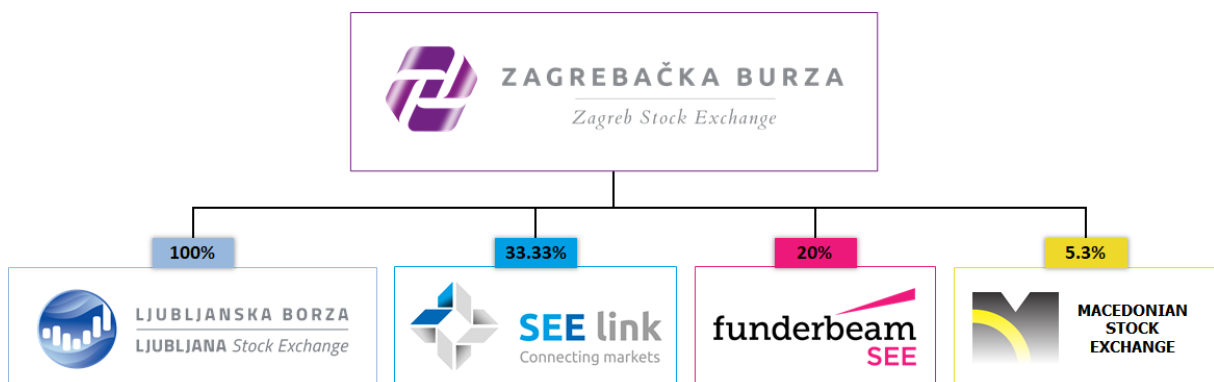 ZAGREBAČKA BURZA
Zagreb Stock Exchange
100%
33.33%
20%
5.3%
LJUBLJANSKA BORZA
LJUBLJANA Stock Exchange
SEE link
Connecting markets
funderbeam
SEE
MACEDONIAN
STOCK
EXCHANGE